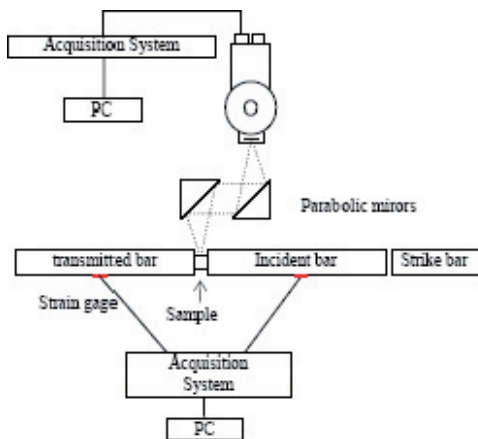 Acquisition System
PC
Parabolic mirors
transmitted bar
Incident bar
Strike bar
Strain gage
Sample
Acquisition
System
PC